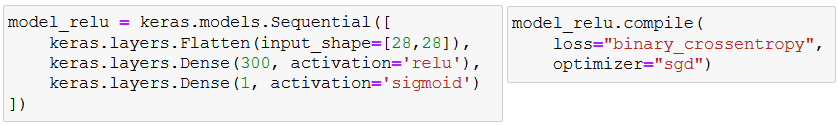 model_relu = keras.models.Sequential([
    keras.layers.Flatten(input_shape=[28,28]),
    keras.layers.Dense(300, activation='relu'),
    keras.layers.Dense(1, activation='sigmoid')
])
model_relu.compile(
    loss="binary_crossentropy",
    optimizer="sgd")